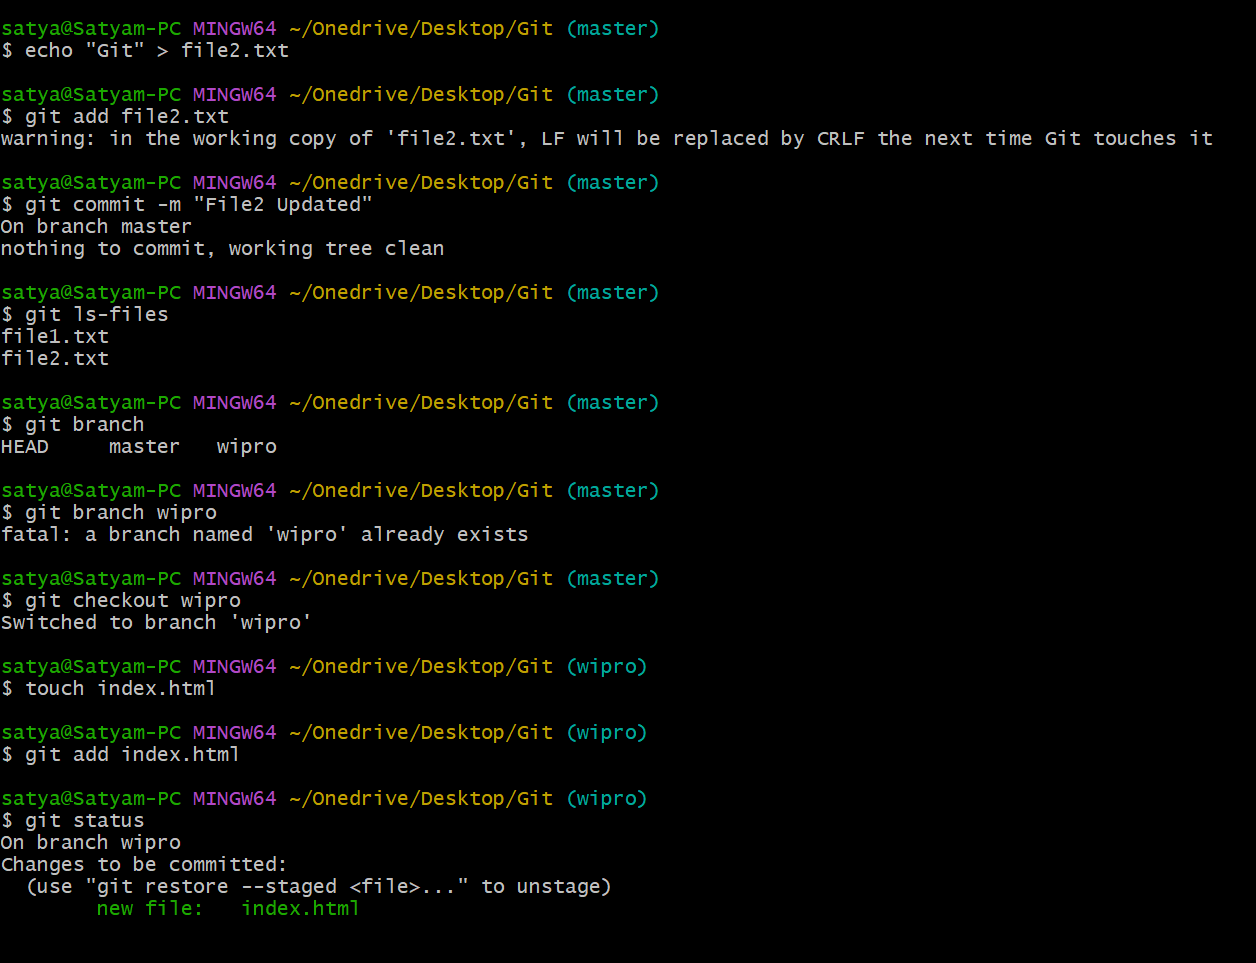 satya@Satyam-PC MINGW64 ~/Onedrive/Desktop/Git (master)
$ echo "Git" > file2.txt
satya@Satyam-PC MINGW64 ~/Onedrive/Desktop/Git (master)
$ git add file2.txt
warning: in the working copy of 'file2.txt', LF will be replaced by CRLF the next time Git touches it
satya@Satyam-PC MINGW64 ~/Onedrive/Desktop/Git (master)
$ git commit -m "File2 Updated"
On branch master
nothing to commit, working tree clean
satya@Satyam-PC MINGW64 ~/Onedrive/Desktop/Git (master)
$ git ls-files
file1.txt
file2.txt
satya@Satyam-PC MINGW64 ~/Onedrive/Desktop/Git (master)
$ git branch
HEAD     master   wipro
satya@Satyam-PC MINGW64 ~/Onedrive/Desktop/Git (master)
$ git branch wipro
fatal: a branch named 'wipro' already exists
satya@Satyam-PC MINGW64 ~/Onedrive/Desktop/Git (master)
$ git checkout wipro
Switched to branch 'wipro'
satya@Satyam-PC MINGW64 ~/Onedrive/Desktop/Git (wipro)
$ touch index.html
satya@Satyam-PC MINGW64 ~/Onedrive/Desktop/Git (wipro)
$ git add index.html
satya@Satyam-PC MINGW64 ~/Onedrive/Desktop/Git (wipro)
$ git status
On branch wipro
Changes to be committed:
  (use "git restore --staged <file>..." to unstage)
        new file:   index.html